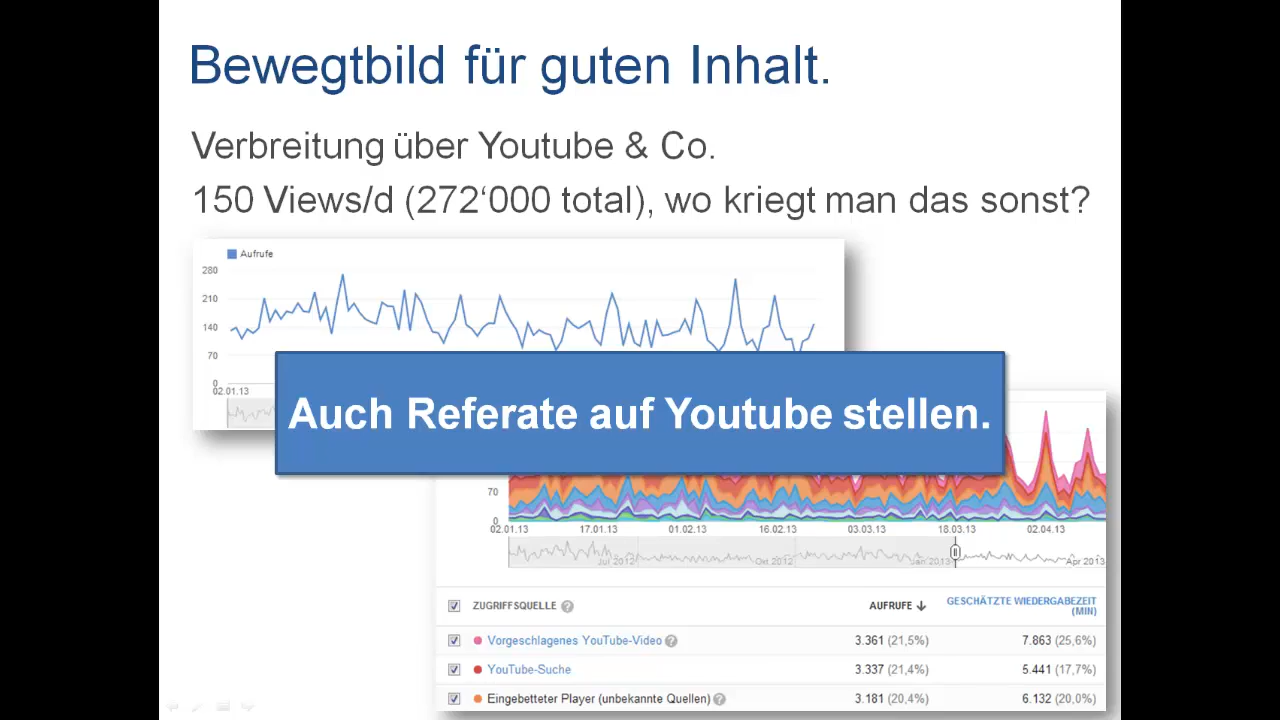 Bewegtbild für guten Inhalt.
Verbreitung über Youtube & Co.
150 Views/d (272‘000 total), wo kriegt man das sonst?
Aufrufe
280
210
140
70
0
02.01.13
Auch Referate auf Youtube stellen.
70
0
02.01.13 17.01.13 01.02.13 16.02.13 03.03.13 18.03.13 02.04.13
Jul 2012 Okt 2012 Jan 2013 Apr 2013
ZUGRIFFSQUELLE ? AUFRUFE ↓ GESCHÄTZTE WIEDERGABEZEIT
(MIN)
Vorgeschlagenes YouTube-Video ? 3.361 (21,5%) 7.863 (25,6%)
YouTube-Suche 3.337 (21,4%) 5.441 (17,7%)
Eingebetteter Player (unbekannte Quellen) ? 3.181 (20,4%) 6.132 (20,0%)